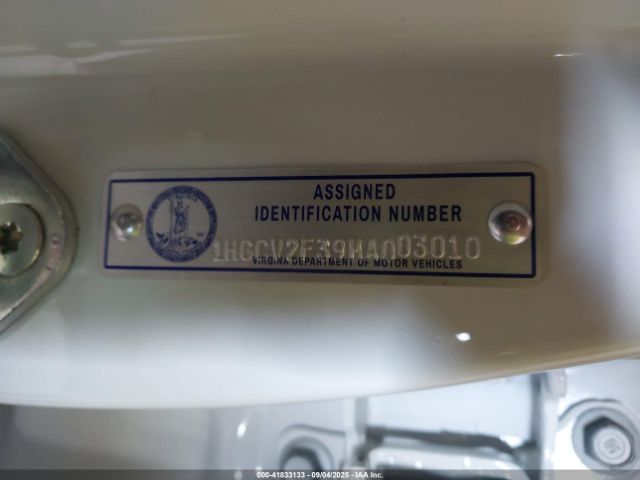 ASSIGNED
IDENTIFICATION NUMBER
1HGCV2F39MA003010
VIRGINIA DEPARTMENT OF MOTOR VEHICLES
000-41833133 - 09/04/2025 - IAA Inc.